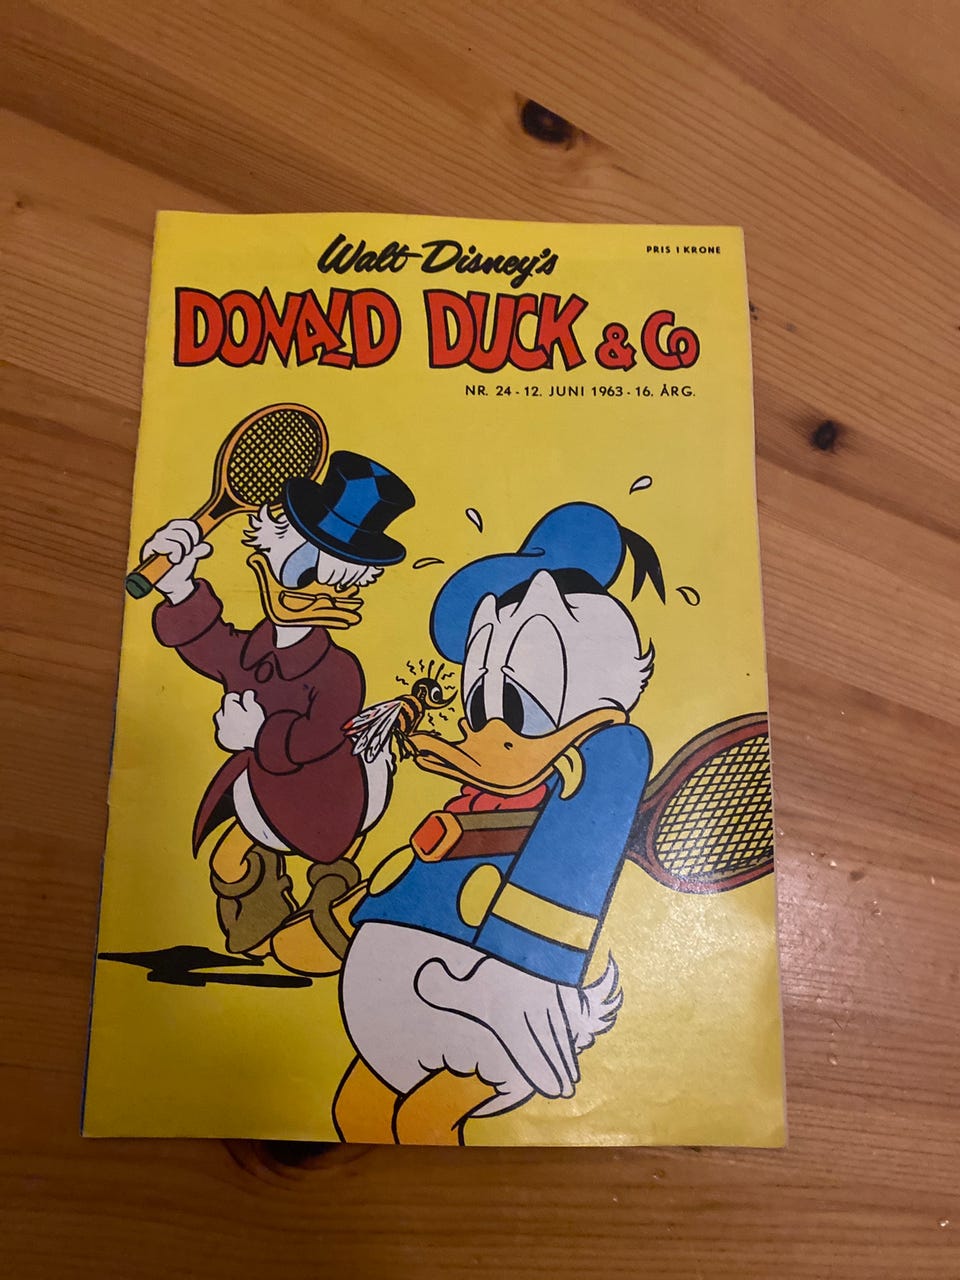 PRIS 1 KRONE
Walt Disney's
DONALD DUCK & Co
NR. 24 - 12. JUNI 1963 - 16. ÅRG.